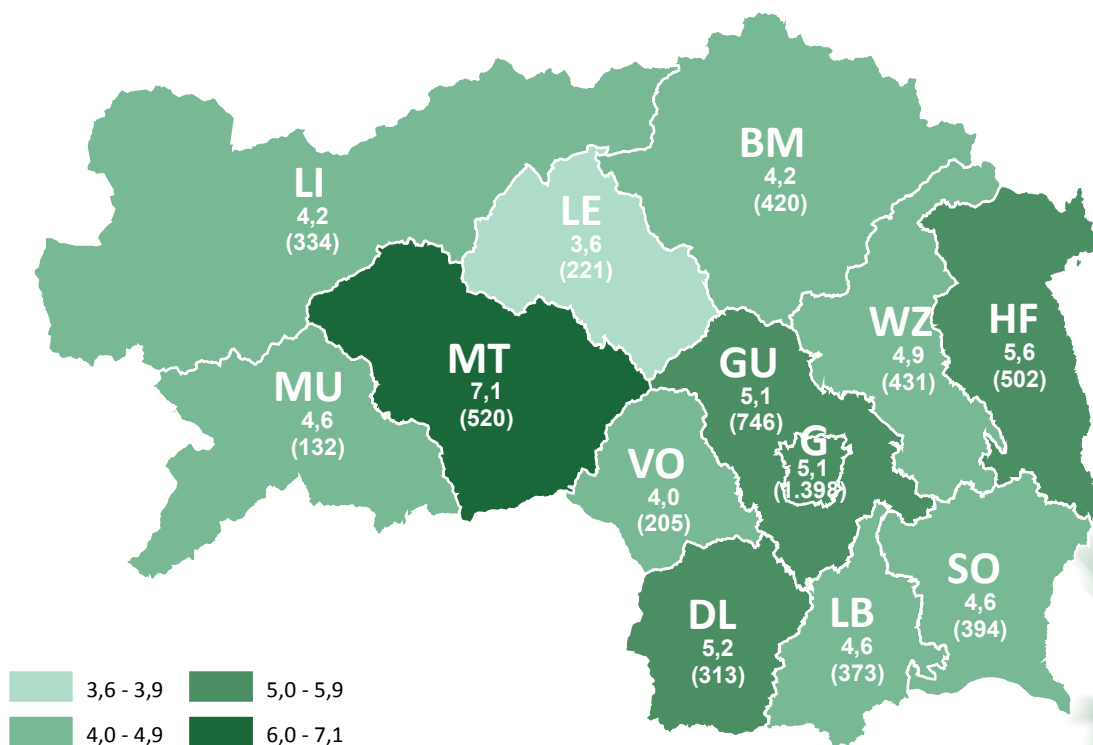 BM
4,2
(420)
LI
4,2
(334)
LE
3,6
(221)
WZ
4,9
(431)
HF
5,6
(502)
MT
7,1
(520)
GU
5,1
(746)
MU
4,6
(132)
G
5,1
(1.398)
VO
4,0
(205)
SO
4,6
(394)
DL
5,2
(313)
LB
4,6
(373)
3,6 - 3,9
5,0 - 5,9
4,0 - 4,9
6,0 - 7,1